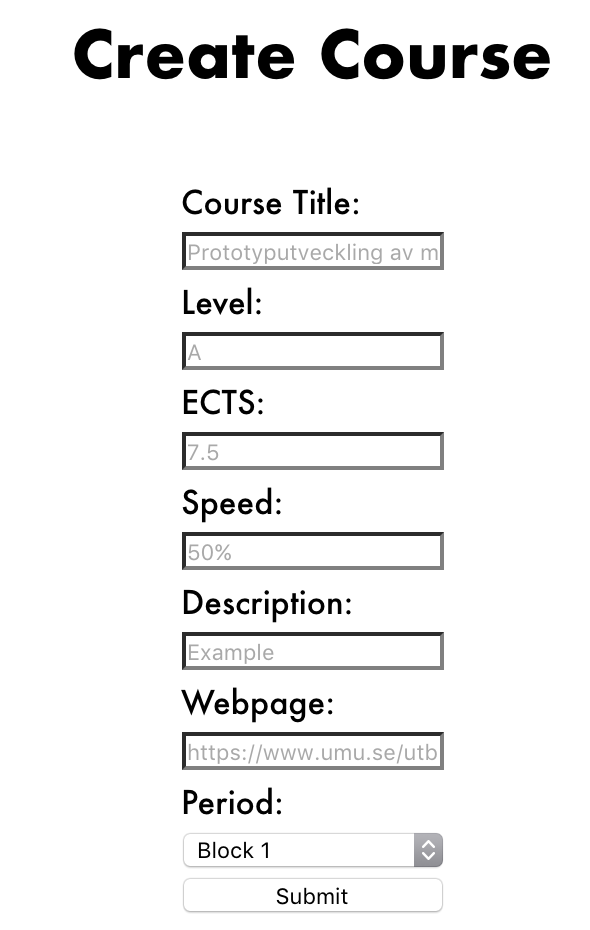 Create Course
Course Title:
Prototyputveckling av m
Level:
A
ECTS:
7.5
Speed:
50%
Description:
Example
Webpage:
https://www.umu.se/utb
Period:
Block 1
Submit